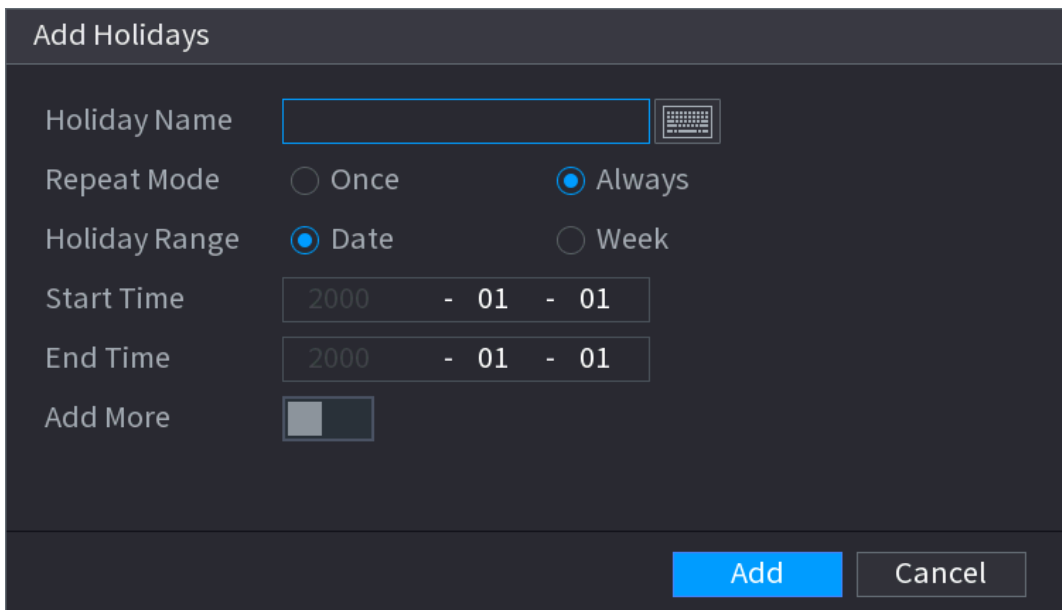 Add Holidays
Holiday Name
Repeat Mode Once Always
Holiday Range Date Week
Start Time 2000 - 01 - 01
End Time 2000 - 01 - 01
Add More
Add Cancel